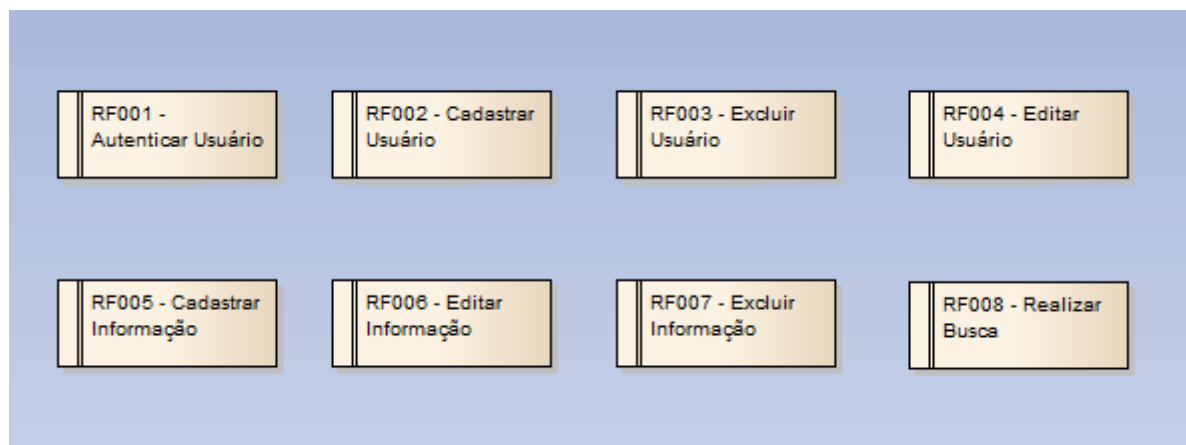 RF001 -
Autenticar Usuário
RF002 - Cadastrar
Usuário
RF003 - Excluir
Usuário
RF004 - Editar
Usuário
RF005 - Cadastrar
Informação
RF006 - Editar
Informação
RF007 - Excluir
Informação
RF008 - Realizar
Busca